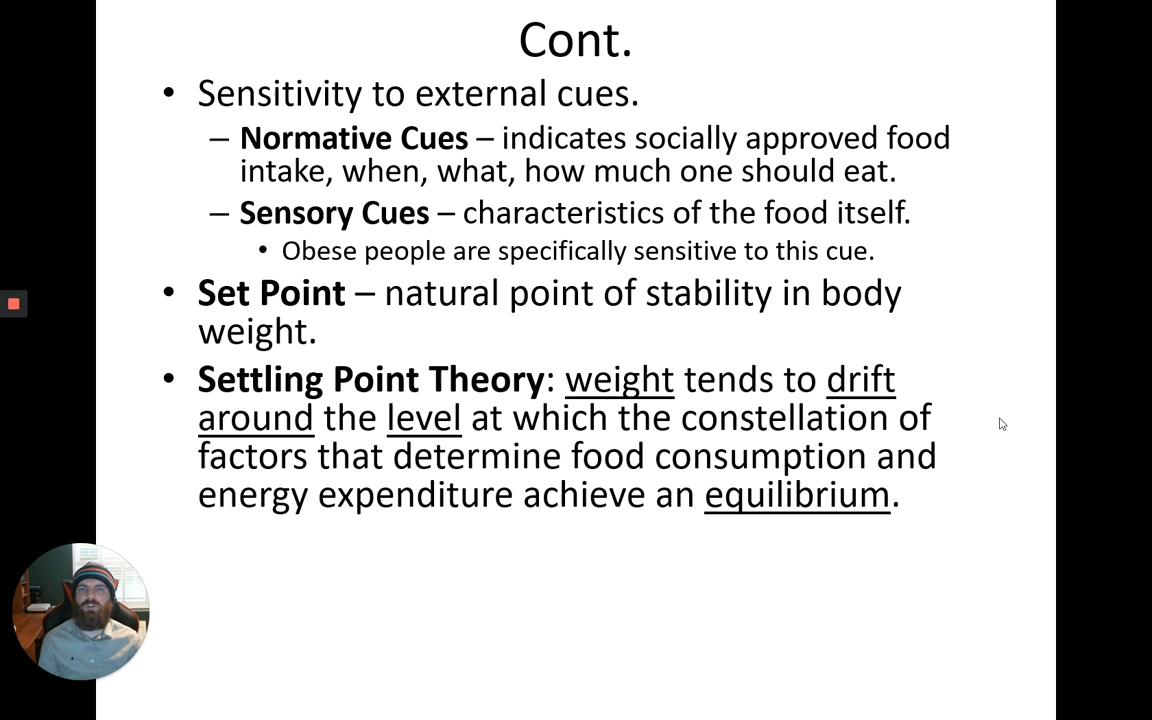 Cont.
• Sensitivity to external cues.
– Normative Cues – indicates socially approved food
intake, when, what, how much one should eat.
– Sensory Cues – characteristics of the food itself.
• Obese people are specifically sensitive to this cue.
• Set Point – natural point of stability in body
weight.
• Settling Point Theory: weight tends to drift
around the level at which the constellation of
factors that determine food consumption and
energy expenditure achieve an equilibrium.